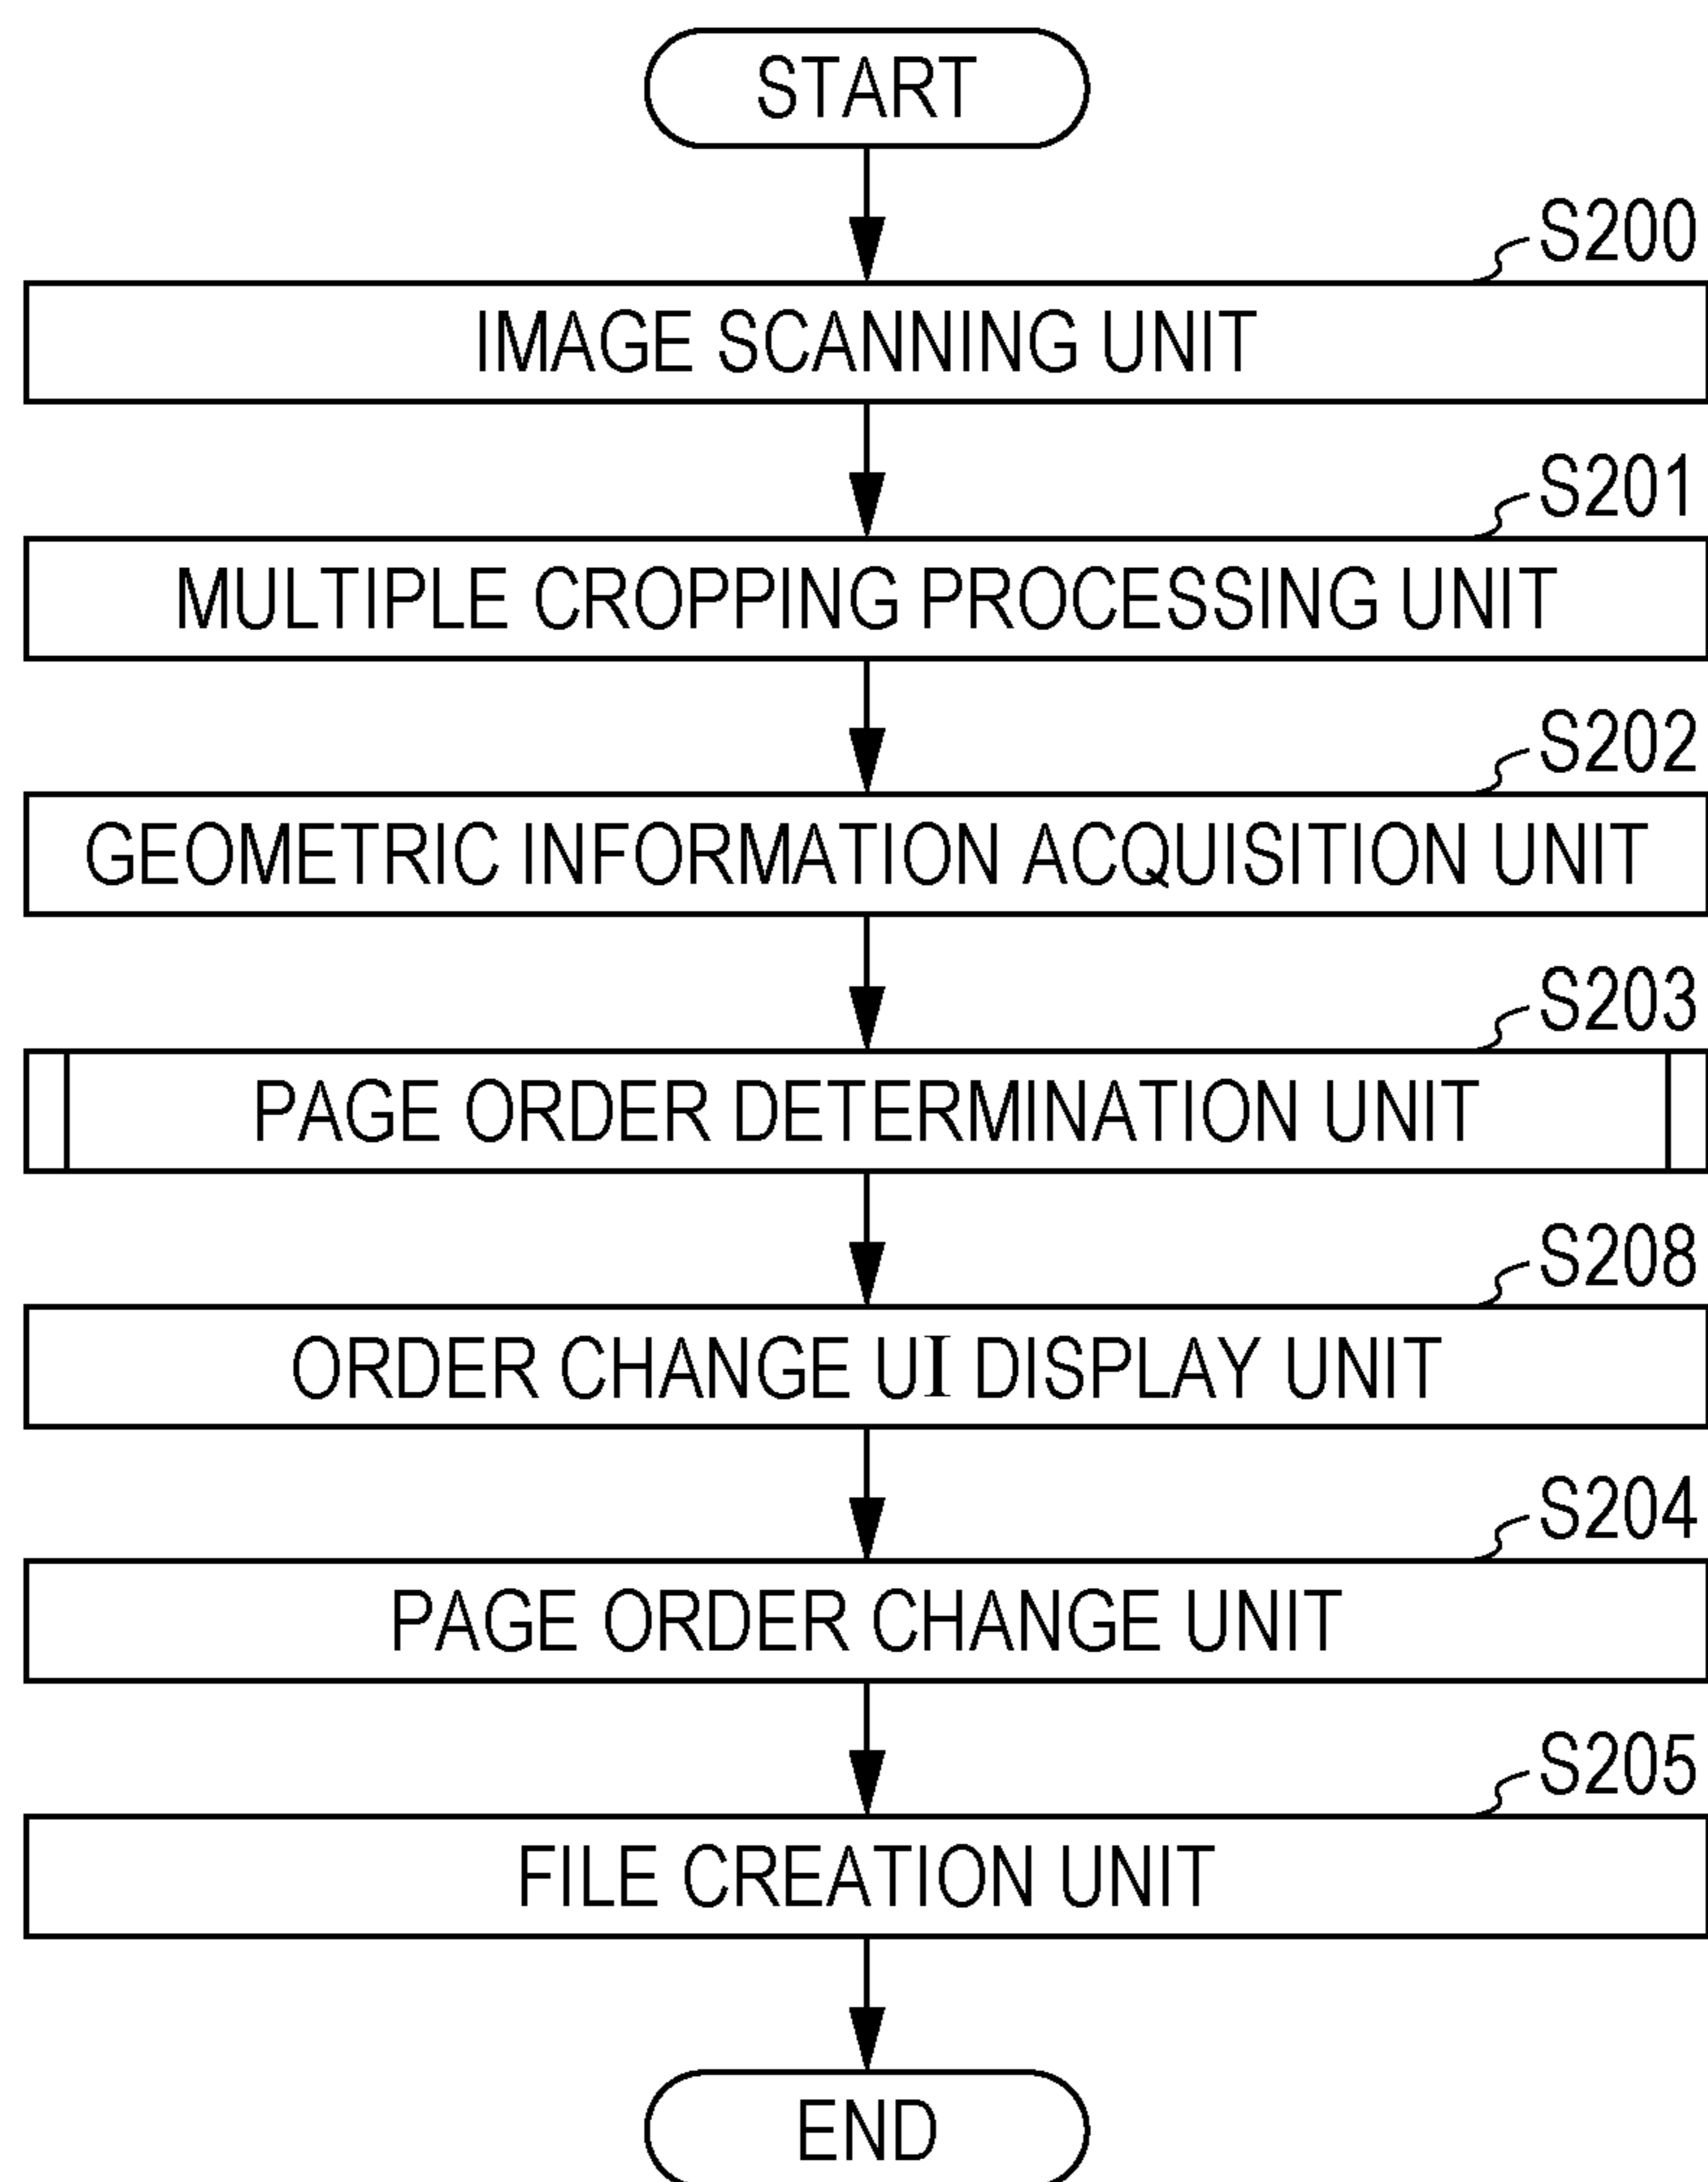 START
S200
IMAGE SCANNING UNIT
S201
MULTIPLE CROPPING PROCESSING UNIT
S202
GEOMETRIC INFORMATION ACQUISITION UNIT
S203
PAGE ORDER DETERMINATION UNIT
S208
ORDER CHANGE UI DISPLAY UNIT
S204
PAGE ORDER CHANGE UNIT
S205
FILE CREATION UNIT
END